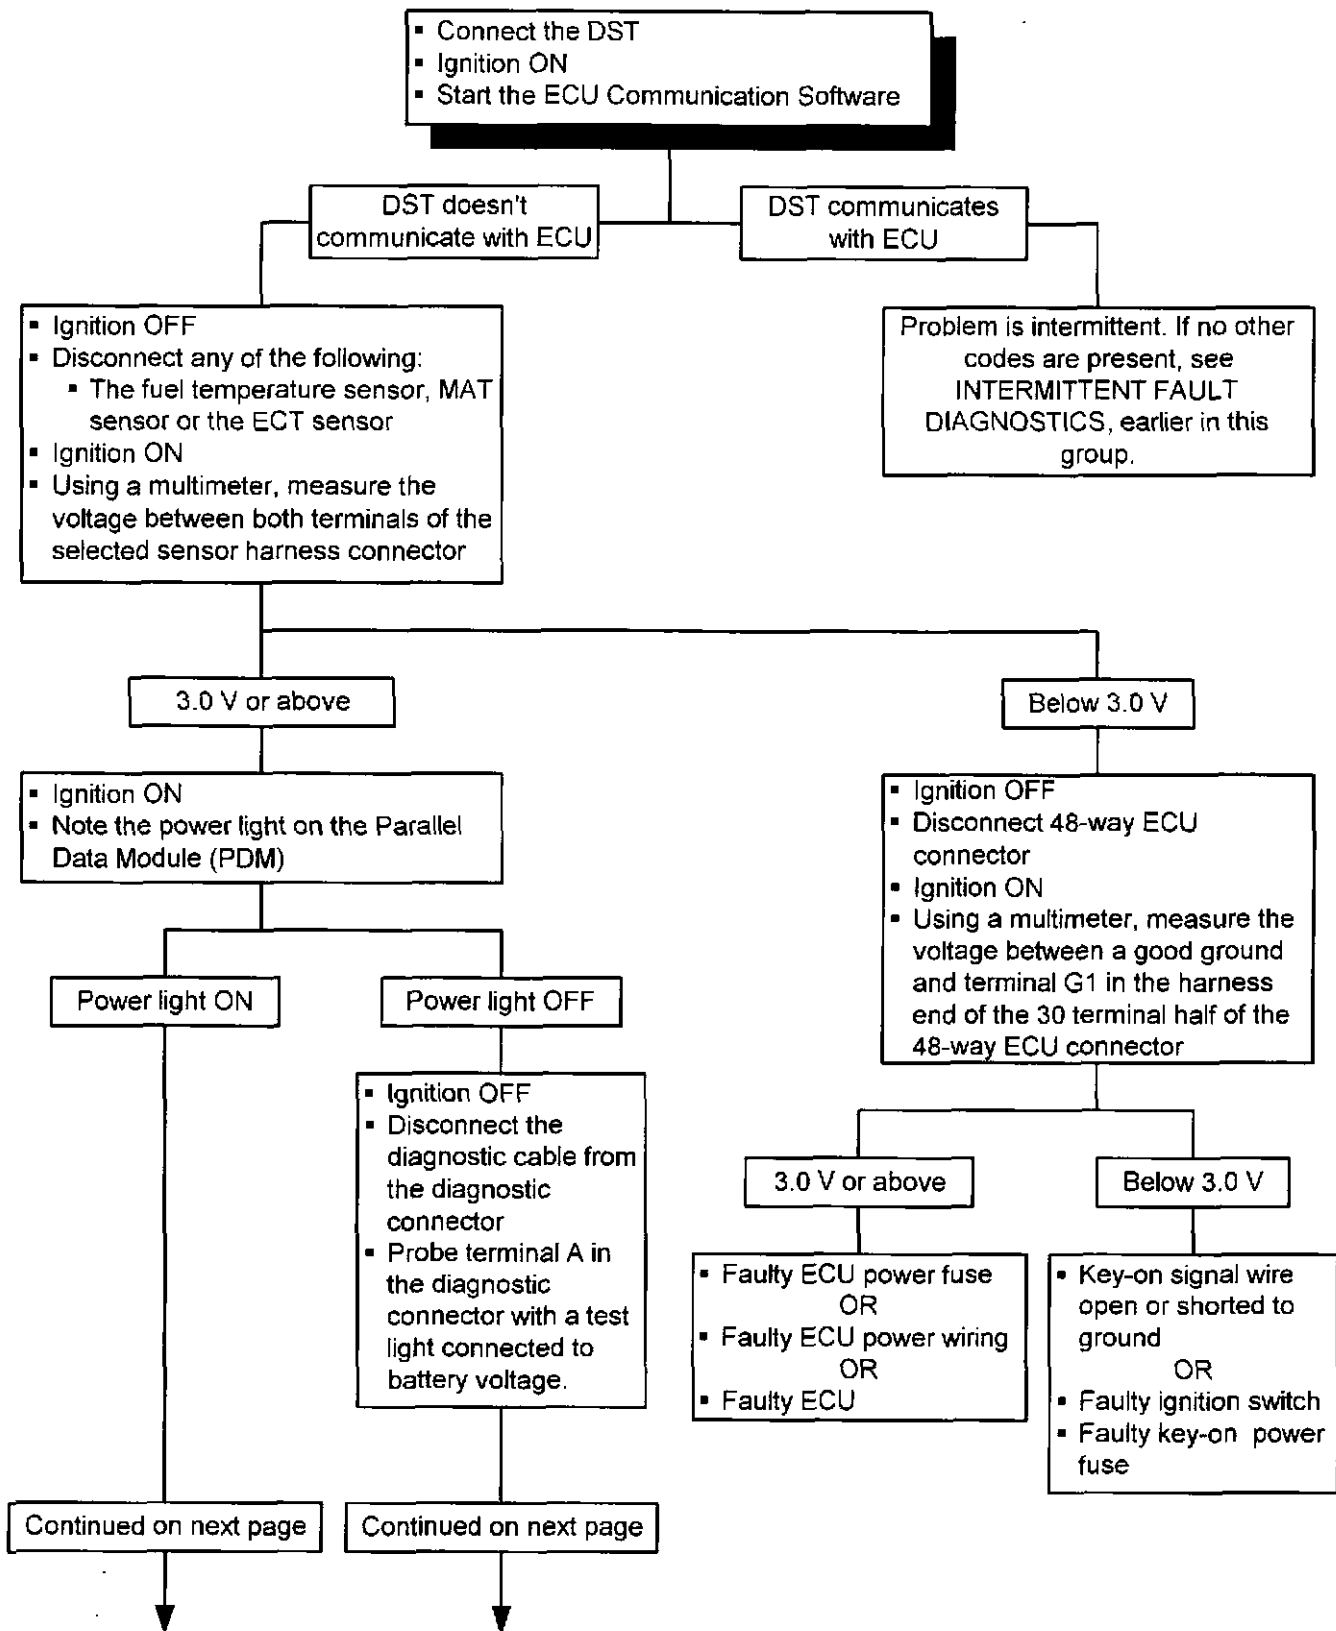 ▪ Connect the DST
▪ Ignition ON
▪ Start the ECU Communication Software
DST doesn't
communicate with ECU
DST communicates
with ECU
▪ Ignition OFF
▪ Disconnect any of the following:
▪ The fuel temperature sensor, MAT
sensor or the ECT sensor
▪ Ignition ON
▪ Using a multimeter, measure the
voltage between both terminals of the
selected sensor harness connector
Problem is intermittent. If no other
codes are present, see
INTERMITTENT FAULT
DIAGNOSTICS, earlier in this
group.
3.0 V or above
Below 3.0 V
▪ Ignition ON
▪ Note the power light on the Parallel
Data Module (PDM)
▪ Ignition OFF
▪ Disconnect 48-way ECU
connector
▪ Ignition ON
▪ Using a multimeter, measure the
voltage between a good ground
and terminal G1 in the harness
end of the 30 terminal half of the
48-way ECU connector
Power light ON
Power light OFF
▪ Ignition OFF
▪ Disconnect the
diagnostic cable from
the diagnostic
connector
▪ Probe terminal A in
the diagnostic
connector with a test
light connected to
battery voltage.
3.0 V or above
Below 3.0 V
▪ Faulty ECU power fuse
OR
▪ Faulty ECU power wiring
OR
▪ Faulty ECU
▪ Key-on signal wire
open or shorted to
ground
OR
▪ Faulty ignition switch
▪ Faulty key-on power
fuse
Continued on next page
Continued on next page